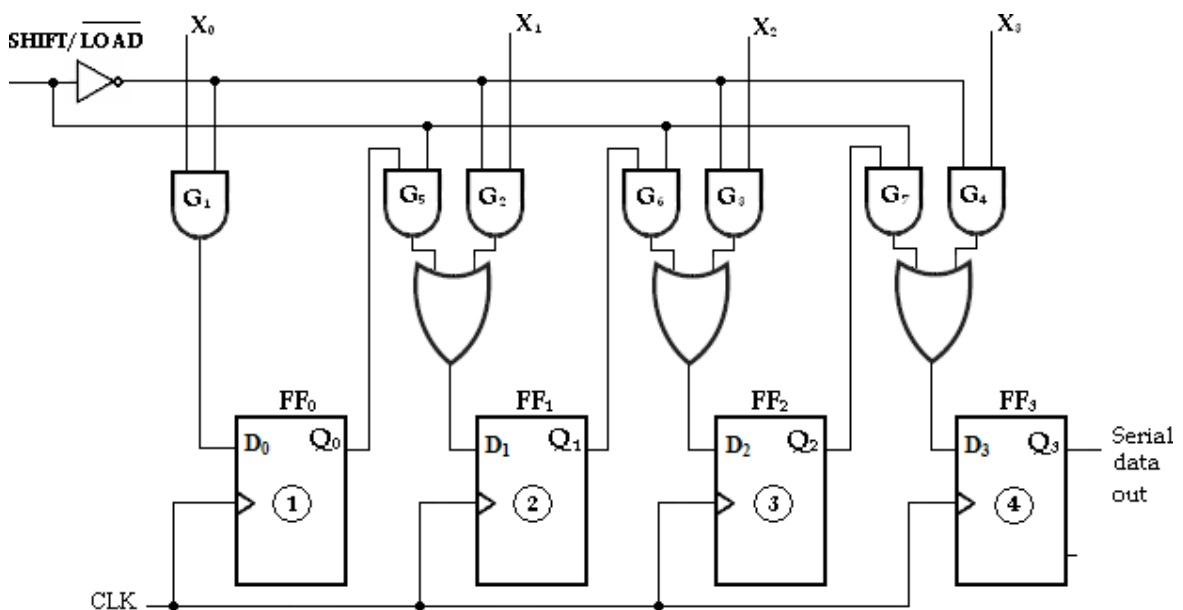 X₀
X₁
X₂
X₃
SHIFT/L̅O̅A̅D̅
G₁
G₅
G₂
G₆
G₃
G₇
G₄
FF₀
FF₁
FF₂
FF₃
D₀ Q₀
D₁ Q₁
D₂ Q₂
D₃ Q₃
Serial
data
out
1
2
3
4
CLK